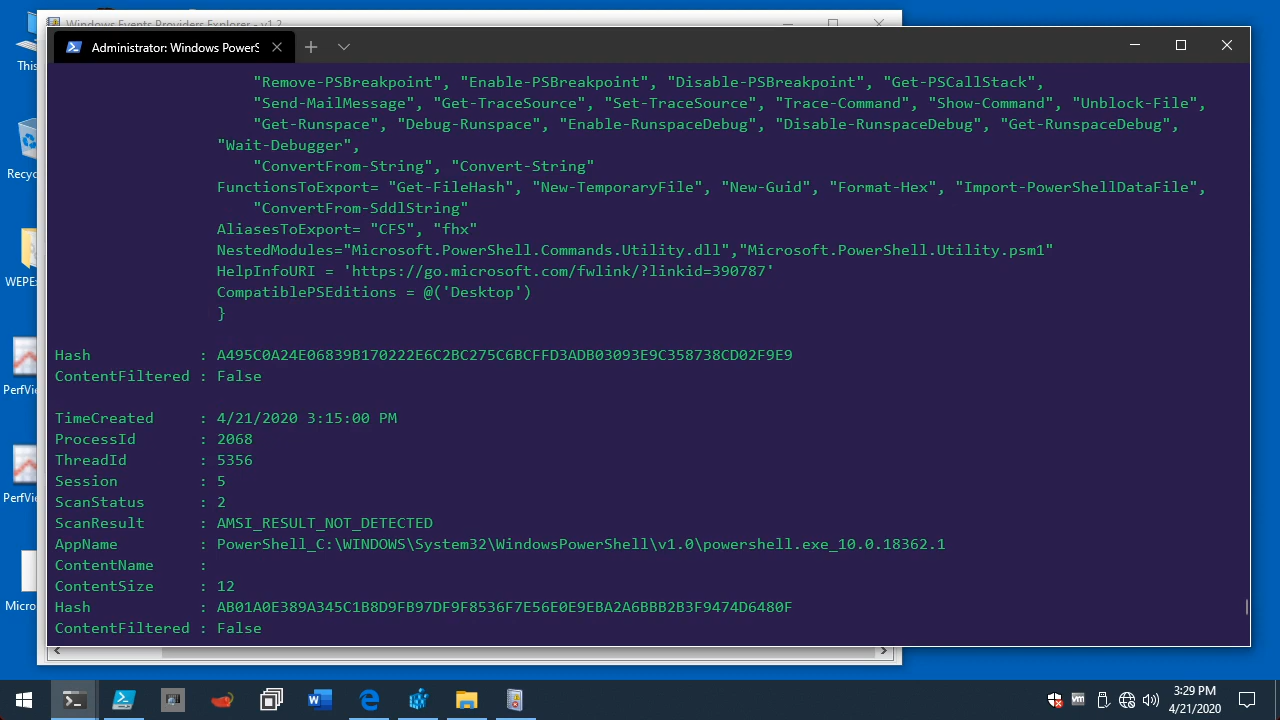 Windows Events Providers Explorer - v1.2
Administrator: Windows PowerS
"Remove-PSBreakpoint", "Enable-PSBreakpoint", "Disable-PSBreakpoint", "Get-PSCallStack",
"Send-MailMessage", "Get-TraceSource", "Set-TraceSource", "Trace-Command", "Show-Command", "Unblock-File",
"Get-Runspace", "Debug-Runspace", "Enable-RunspaceDebug", "Disable-RunspaceDebug", "Get-RunspaceDebug",
"Wait-Debugger",
"ConvertFrom-String", "Convert-String"
FunctionsToExport= "Get-FileHash", "New-TemporaryFile", "New-Guid", "Format-Hex", "Import-PowerShellDataFile",
"ConvertFrom-SddlString"
AliasesToExport= "CFS", "fhx"
NestedModules="Microsoft.PowerShell.Commands.Utility.dll","Microsoft.PowerShell.Utility.psm1"
HelpInfoURI = 'https://go.microsoft.com/fwlink/?linkid=390787'
CompatiblePSEditions = @('Desktop')
}
Hash : A495C0A24E06839B170222E6C2BC275C6BCFFD3ADB03093E9C358738CD02F9E9
ContentFiltered : False
TimeCreated : 4/21/2020 3:15:00 PM
ProcessId : 2068
ThreadId : 5356
Session : 5
ScanStatus : 2
ScanResult : AMSI_RESULT_NOT_DETECTED
AppName : PowerShell_C:\WINDOWS\System32\WindowsPowerShell\v1.0\powershell.exe_10.0.18362.1
ContentName :
ContentSize : 12
Hash : AB01A0E389A345C1B8D9FB97DF9F8536F7E56E0E9EBA2A6BBB2B3F9474D6480F
ContentFiltered : False
This
Recyc
WEPEx
PerfVie
PerfVie
Micros
3:29 PM
4/21/2020